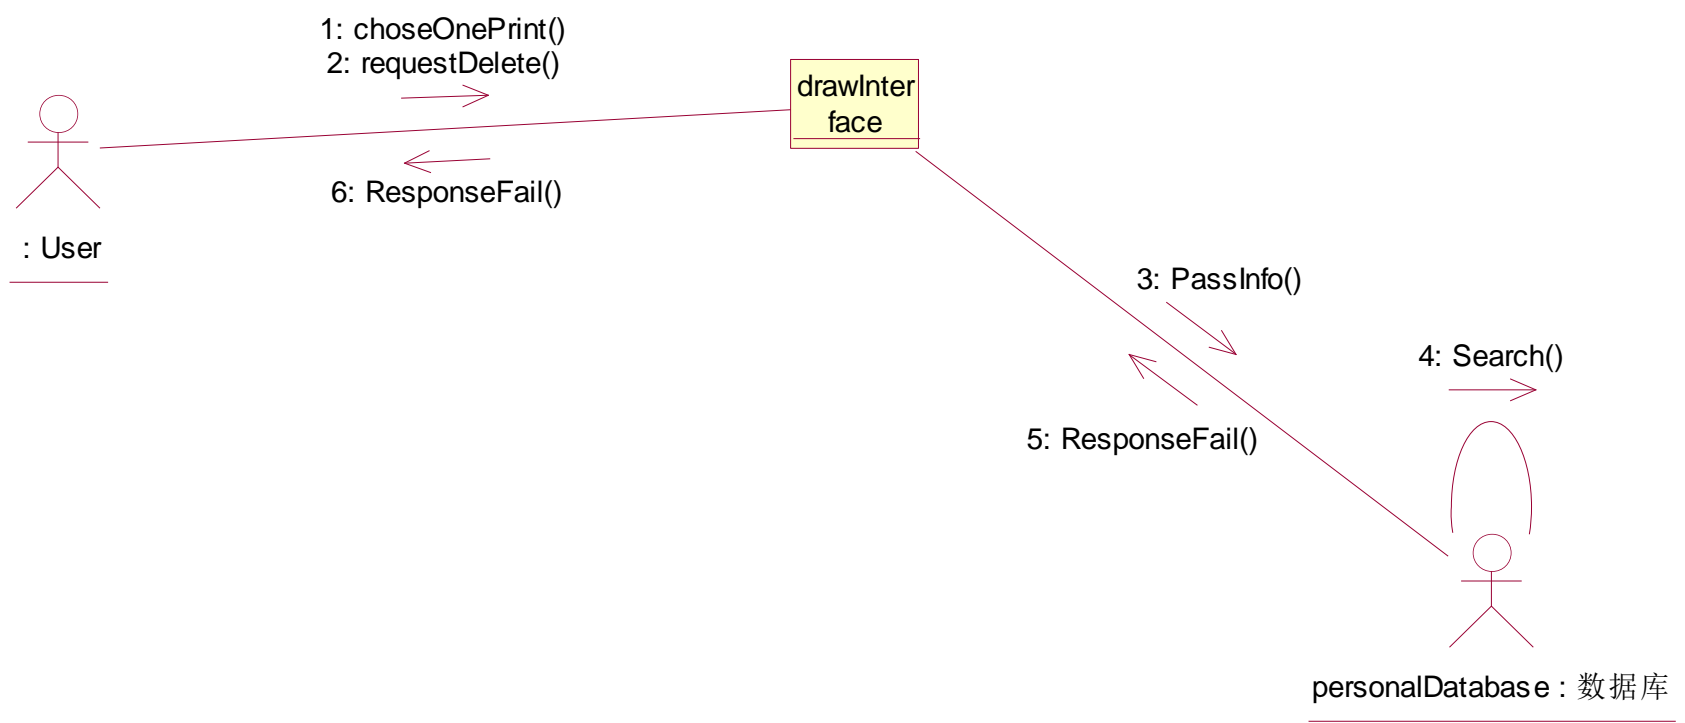 1: choseOnePrint()
2: requestDelete()
drawInter
face
6: ResponseFail()
: User
3: PassInfo()
4: Search()
5: ResponseFail()
personalDatabase : 数据库